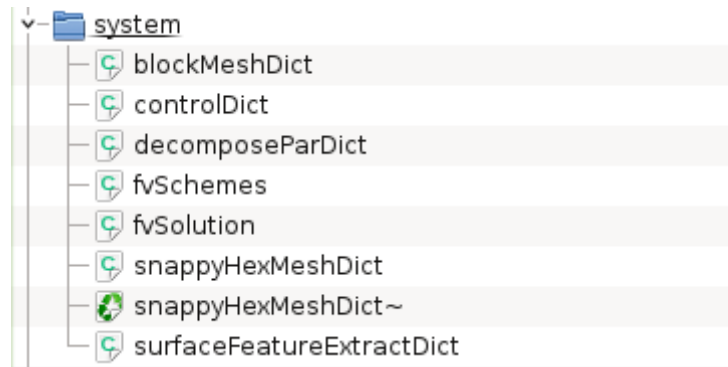 system
blockMeshDict
controlDict
decomposeParDict
fvSchemes
fvSolution
snappyHexMeshDict
snappyHexMeshDict~
surfaceFeatureExtractDict